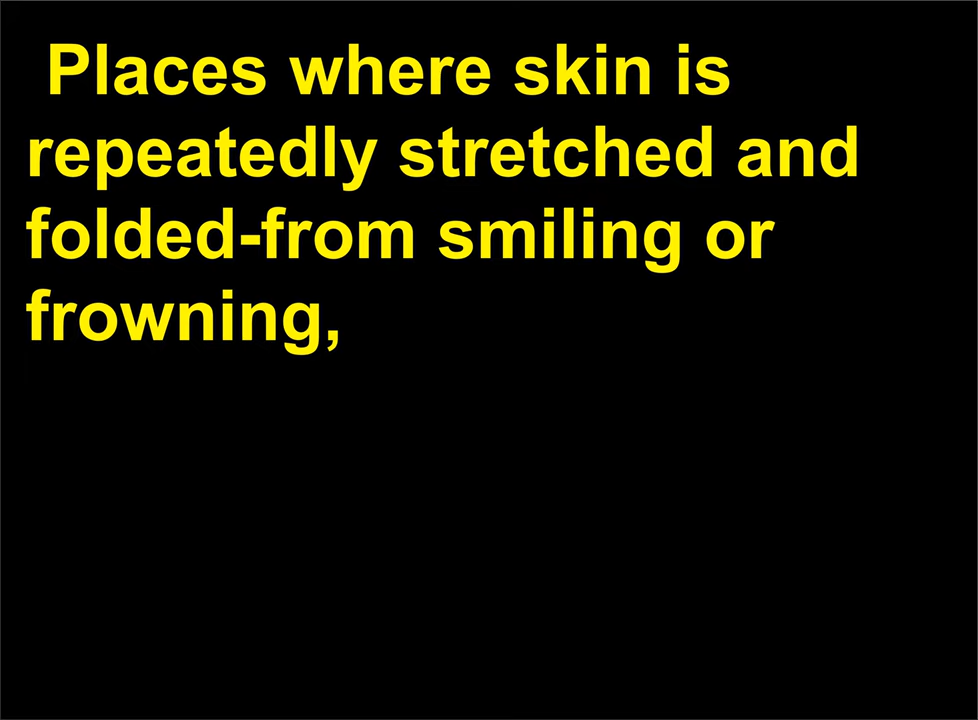 Places where skin is
repeatedly stretched and
folded-from smiling or
frowning,